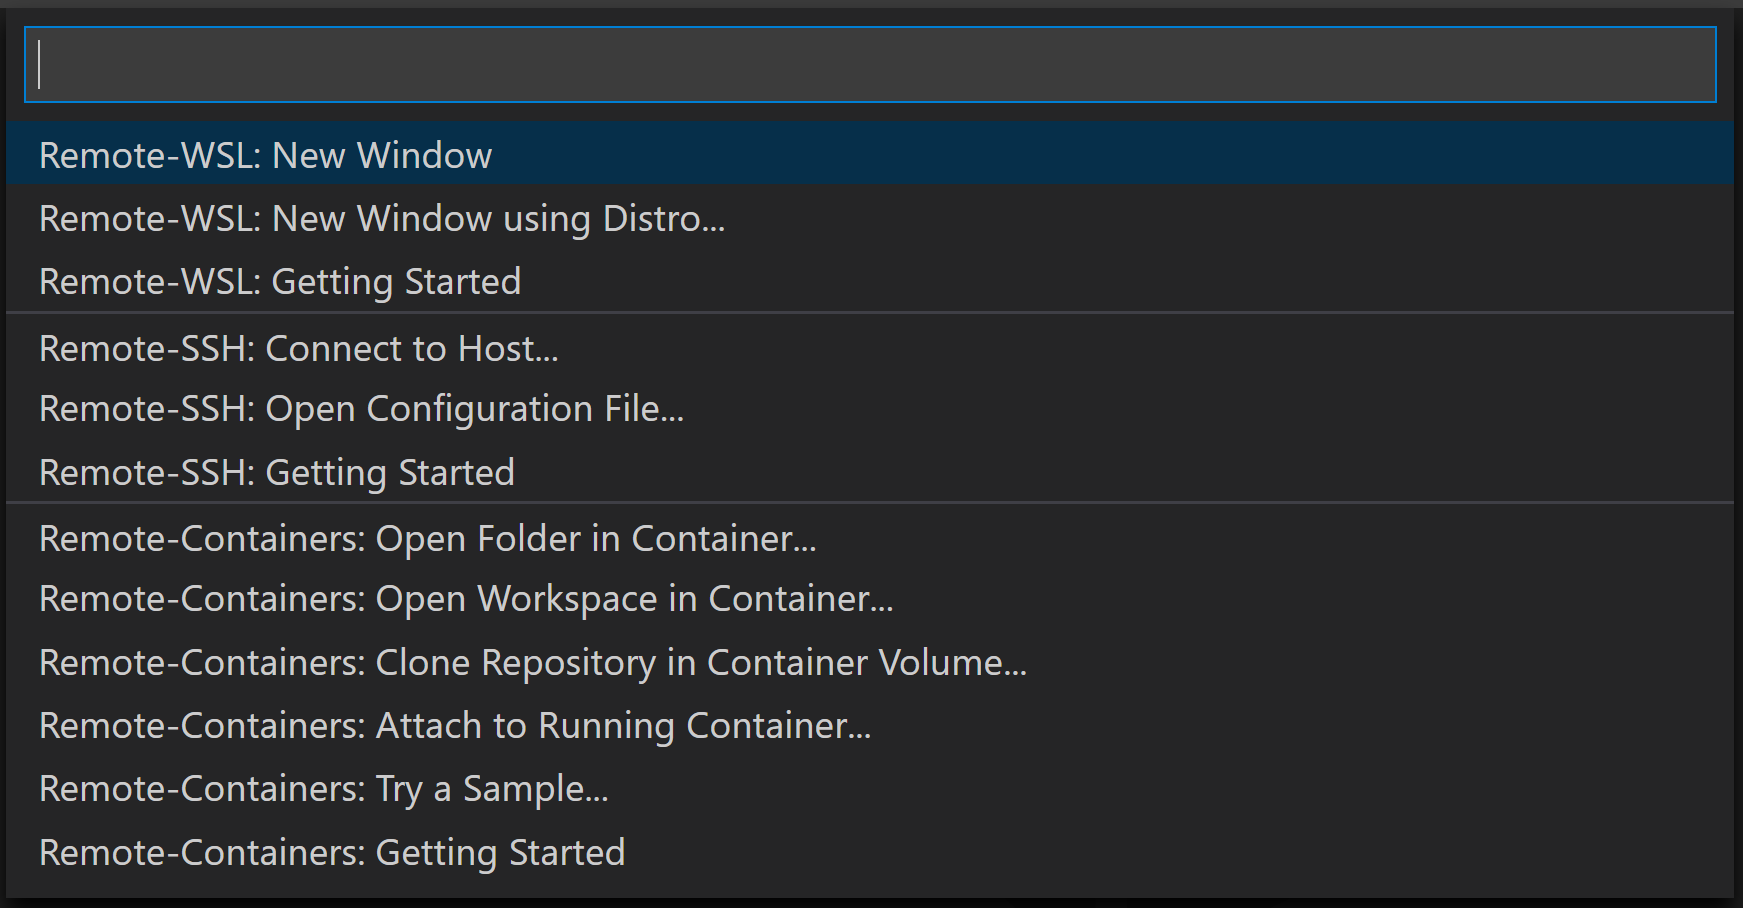 Remote-WSL: New Window
Remote-WSL: New Window using Distro...
Remote-WSL: Getting Started
Remote-SSH: Connect to Host...
Remote-SSH: Open Configuration File...
Remote-SSH: Getting Started
Remote-Containers: Open Folder in Container...
Remote-Containers: Open Workspace in Container...
Remote-Containers: Clone Repository in Container Volume...
Remote-Containers: Attach to Running Container...
Remote-Containers: Try a Sample...
Remote-Containers: Getting Started